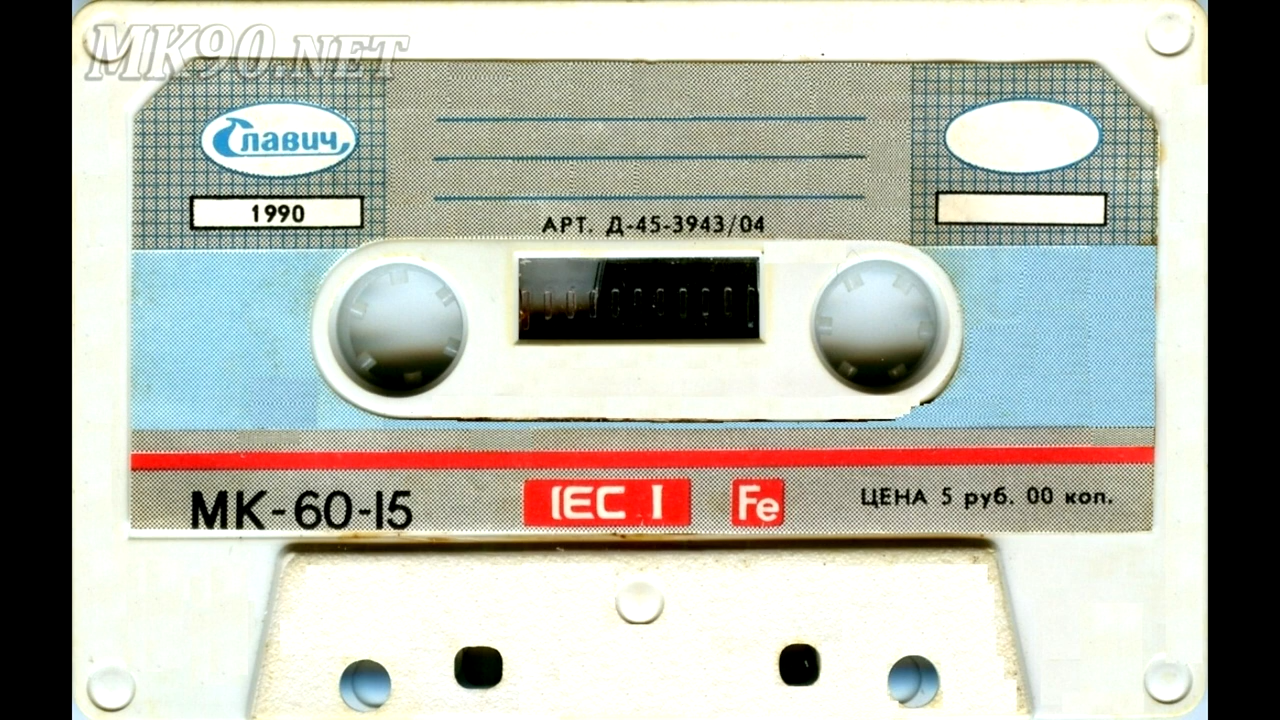 MK90.NET
Славич
1990
АРТ. Д-45-3943/04
МК-60-15
IEC I
Fe
ЦЕНА 5 руб. 00 коп.